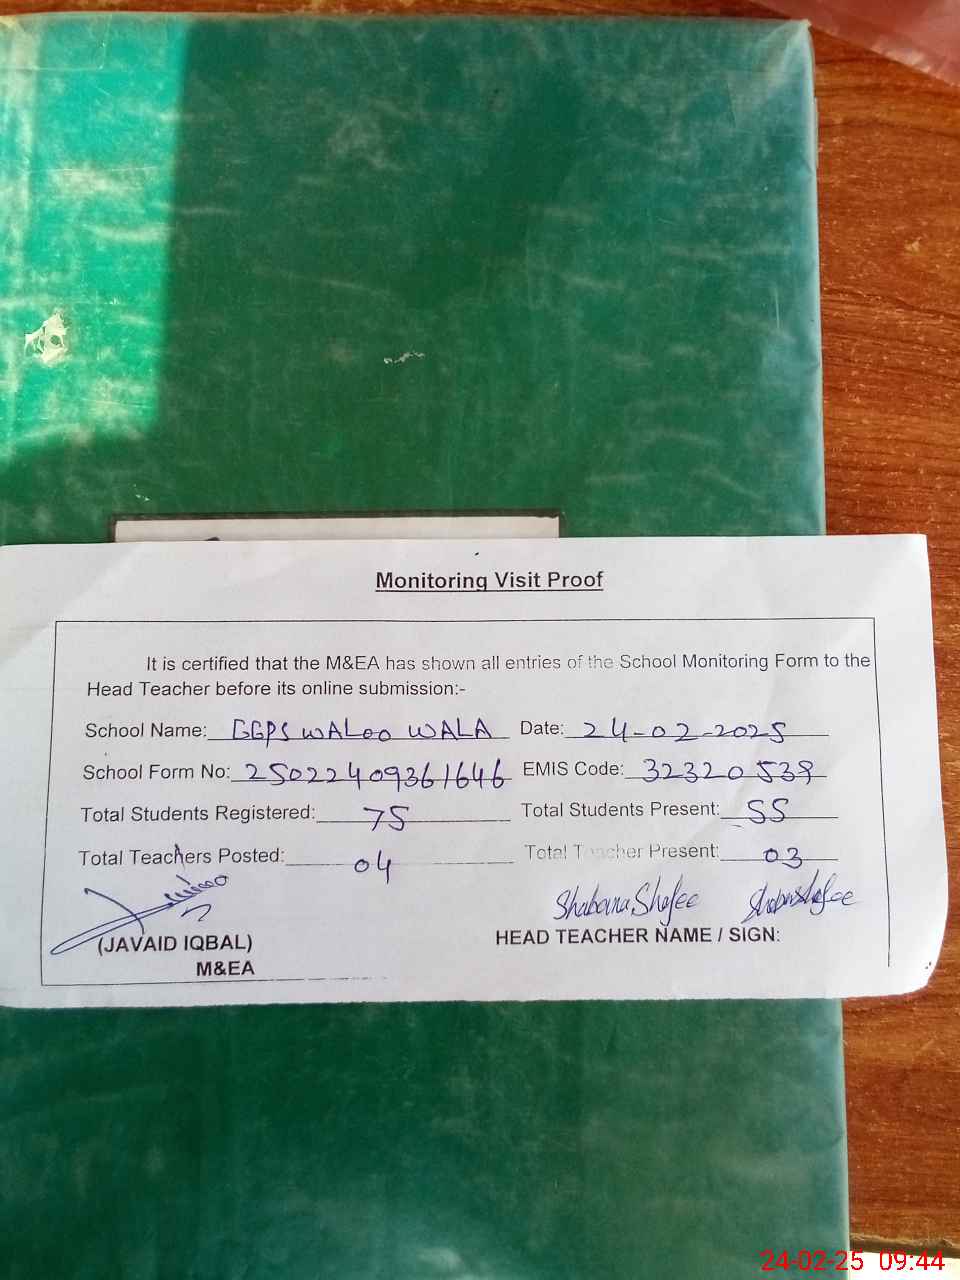 Monitoring Visit Proof
It is certified that the M&EA has shown all entries of the School Monitoring Form to the
Head Teacher before its online submission:-
School Name: GGPS WALOO WALA Date: 24-02-2025
School Form No: 25022409361646 EMIS Code: 32320539
Total Students Registered: 75 Total Students Present: 55
Total Teachers Posted: 04 Total Teacher Present: 03
Shabana Shafee Shabana Shafee
(JAVAID IQBAL) HEAD TEACHER NAME / SIGN:
M&EA
24-02-25 09:44